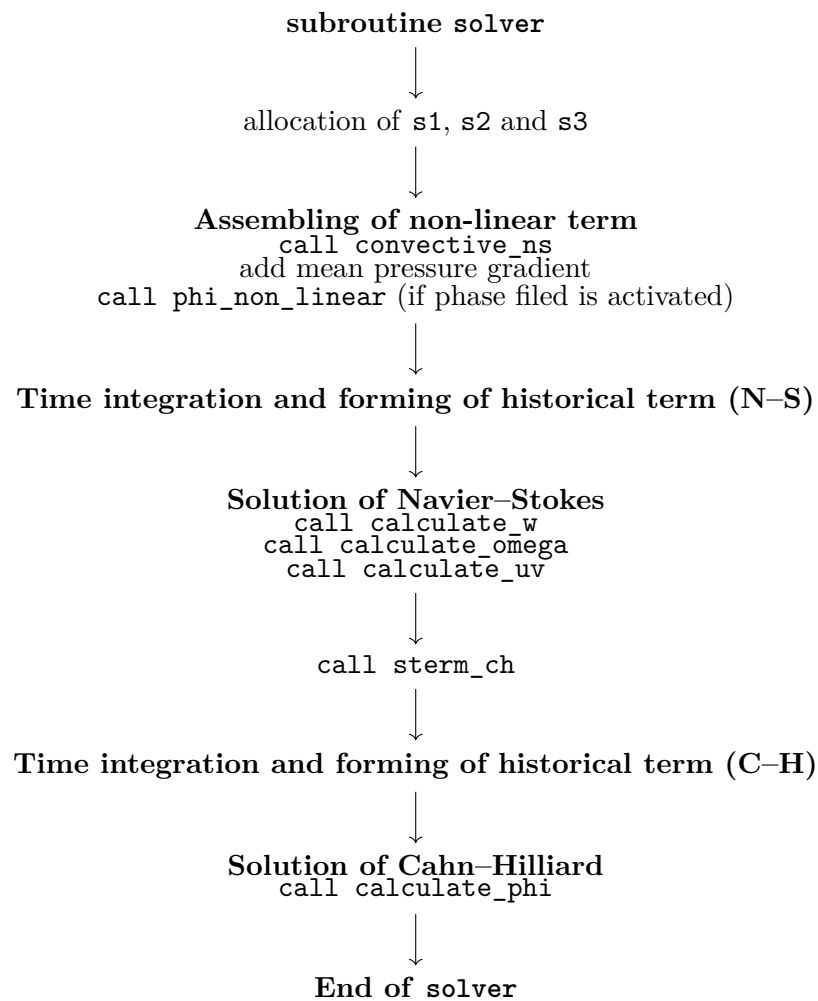 subroutine solver
allocation of s1, s2 and s3
Assembling of non-linear term
call convective_ns
add mean pressure gradient
call phi_non_linear (if phase filed is activated)
Time integration and forming of historical term (N–S)
Solution of Navier–Stokes
call calculate_w
call calculate_omega
call calculate_uv
call sterm_ch
Time integration and forming of historical term (C–H)
Solution of Cahn–Hilliard
call calculate_phi
End of solver